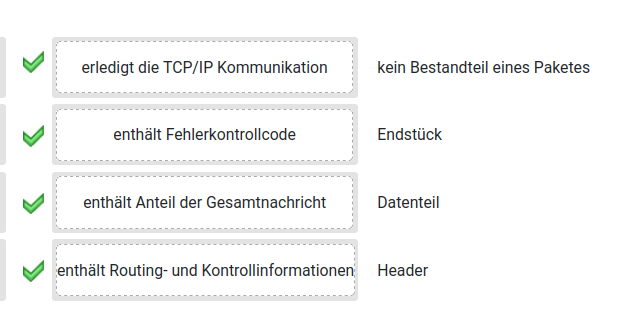 erledigt die TCP/IP Kommunikation kein Bestandteil eines Paketes
enthält Fehlerkontrollcode Endstück
enthält Anteil der Gesamtnachricht Datenteil
enthält Routing- und Kontrollinformationen Header